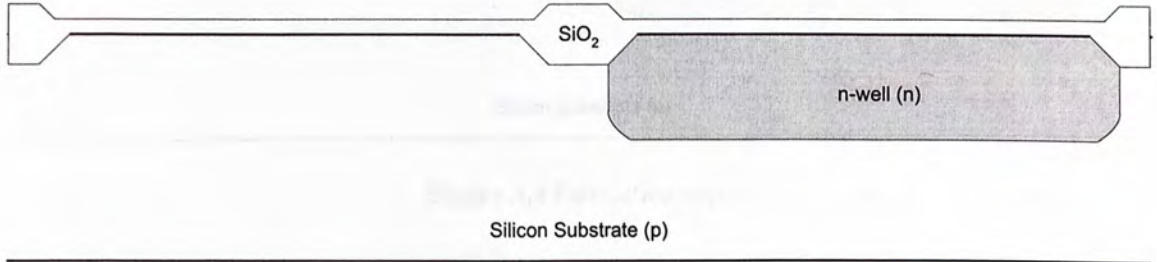 SiO₂
n-well (n)
Silicon Substrate (p)